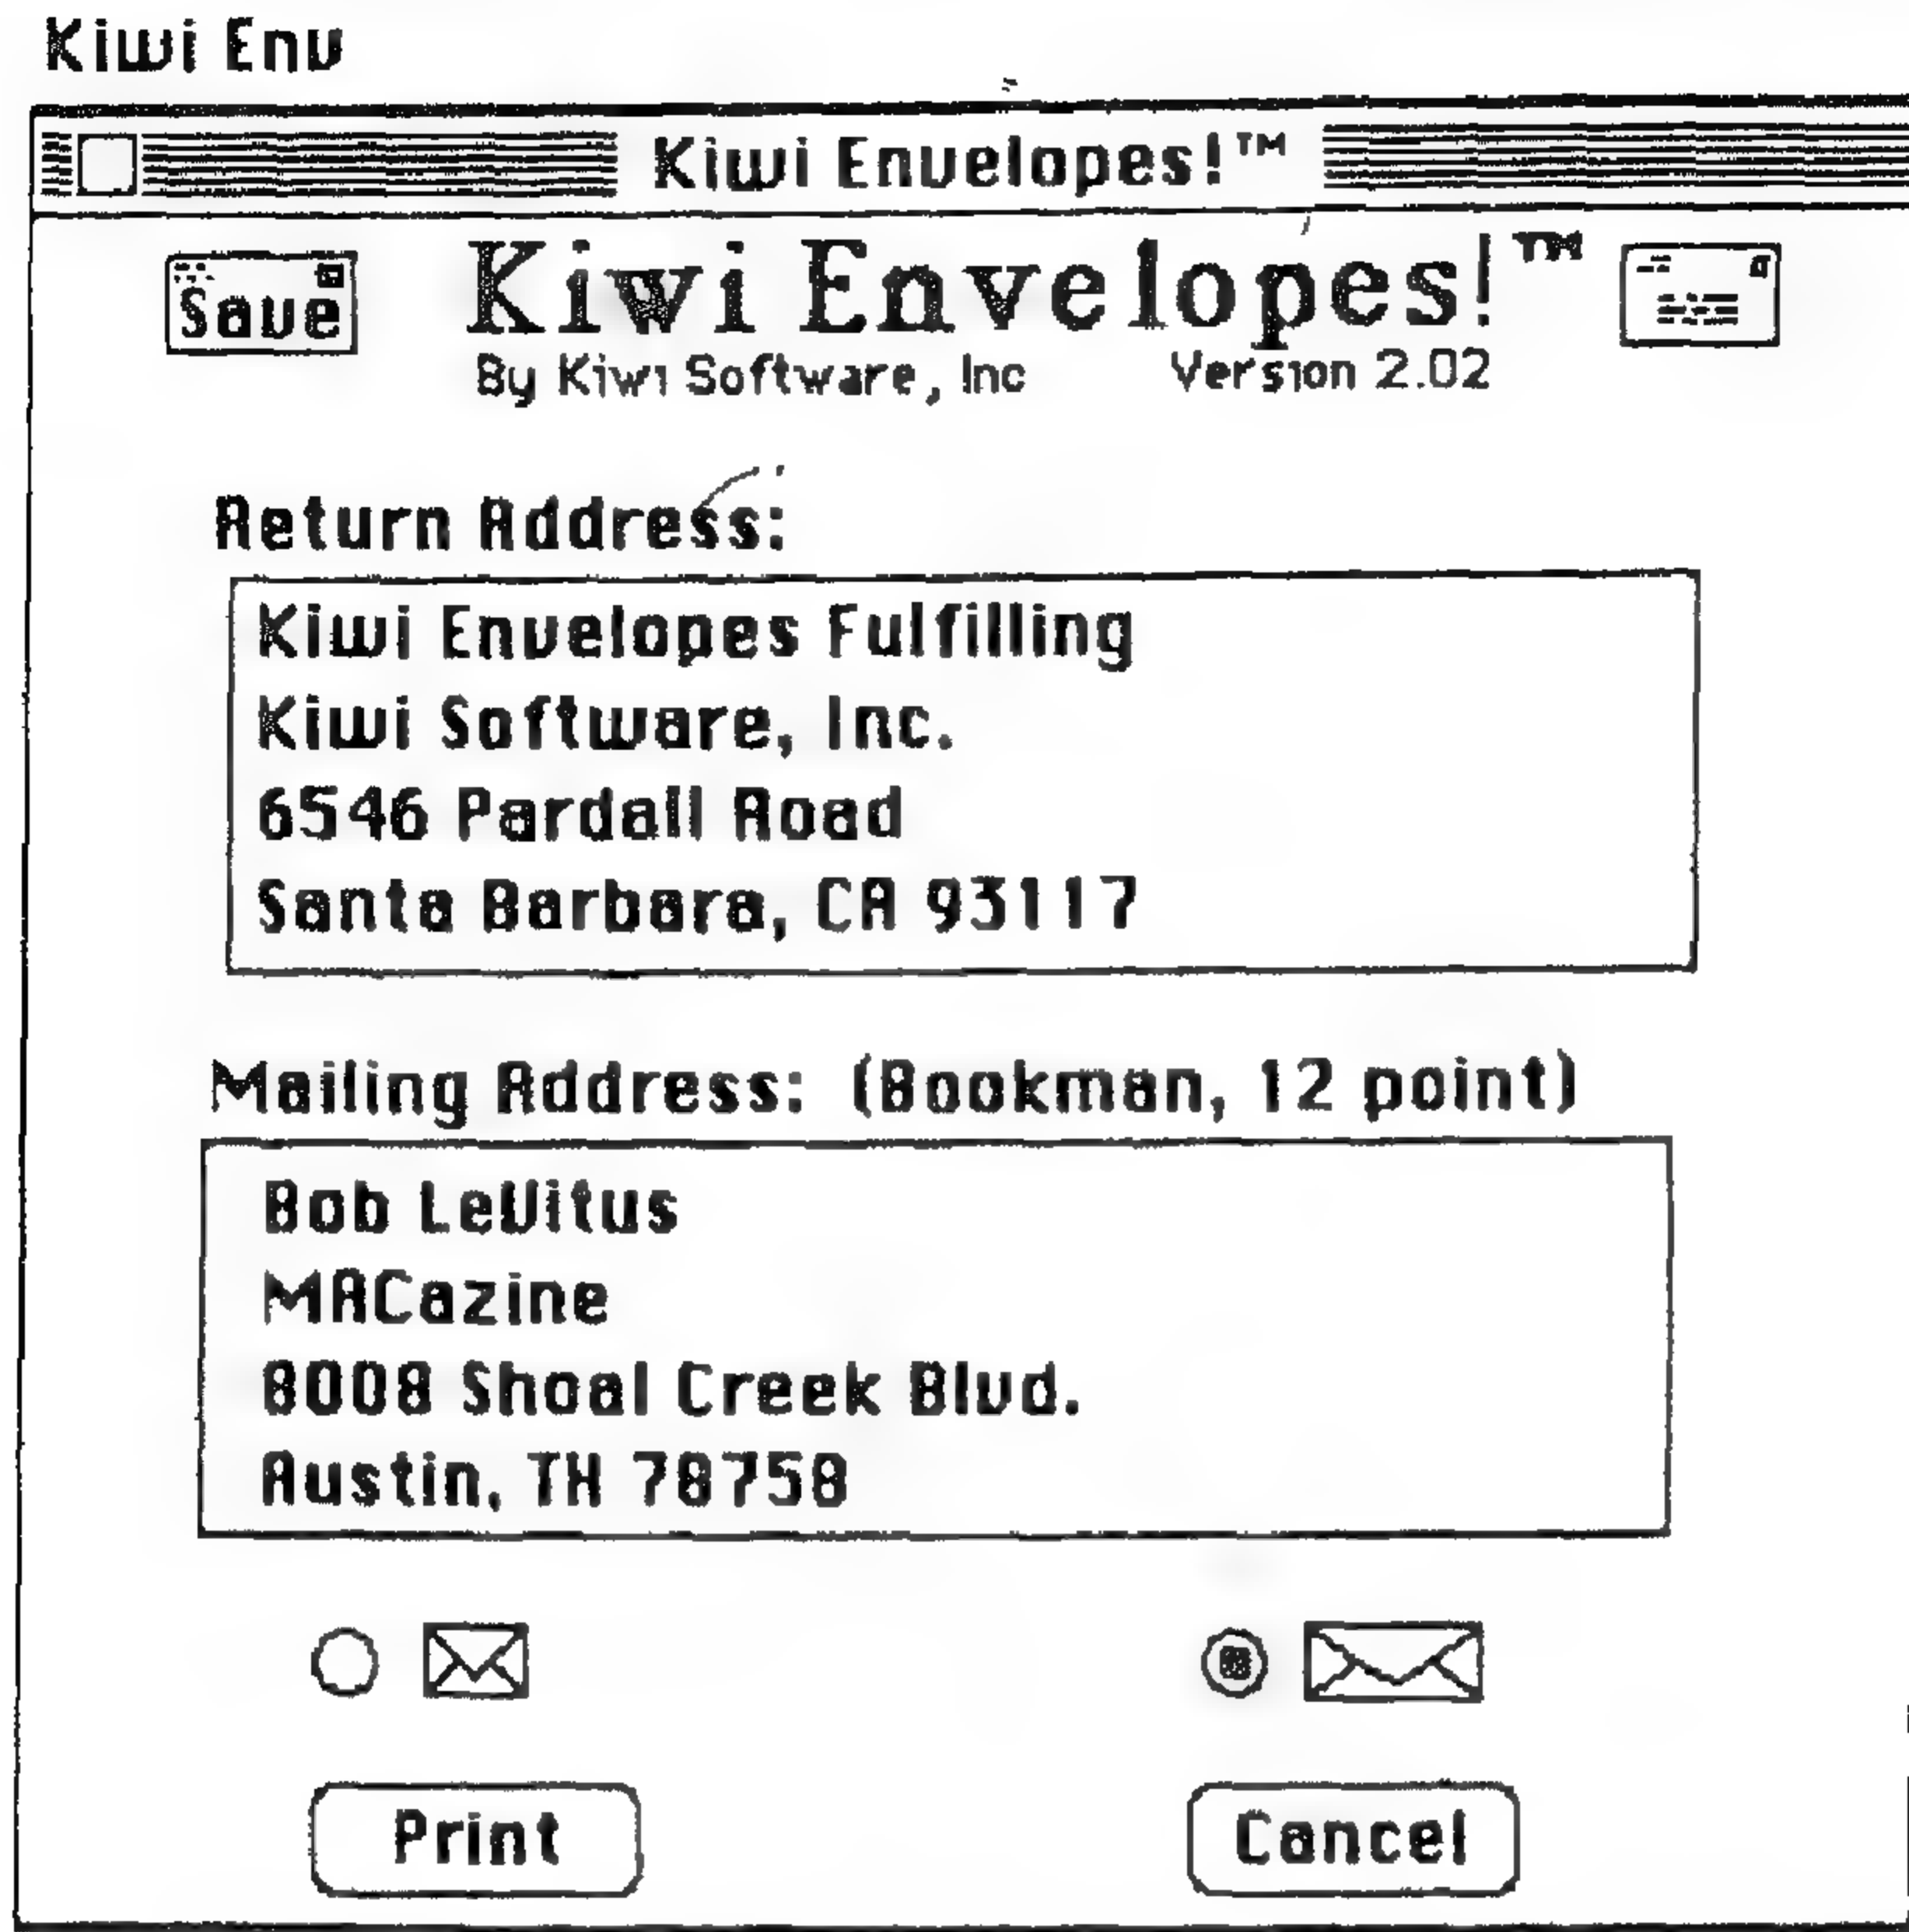 Kiwi Env
Kiwi Envelopes!™
Save
Kiwi Envelopes!™
By Kiwi Software, Inc Version 2.02
Return Address:
Kiwi Envelopes Fulfilling
Kiwi Software, Inc.
6546 Pardall Road
Santa Barbara, CA 93117
Mailing Address: (Bookman, 12 point)
Bob LeVitus
MACazine
8008 Shoal Creek Blvd.
Austin, TX 78758
Print
Cancel